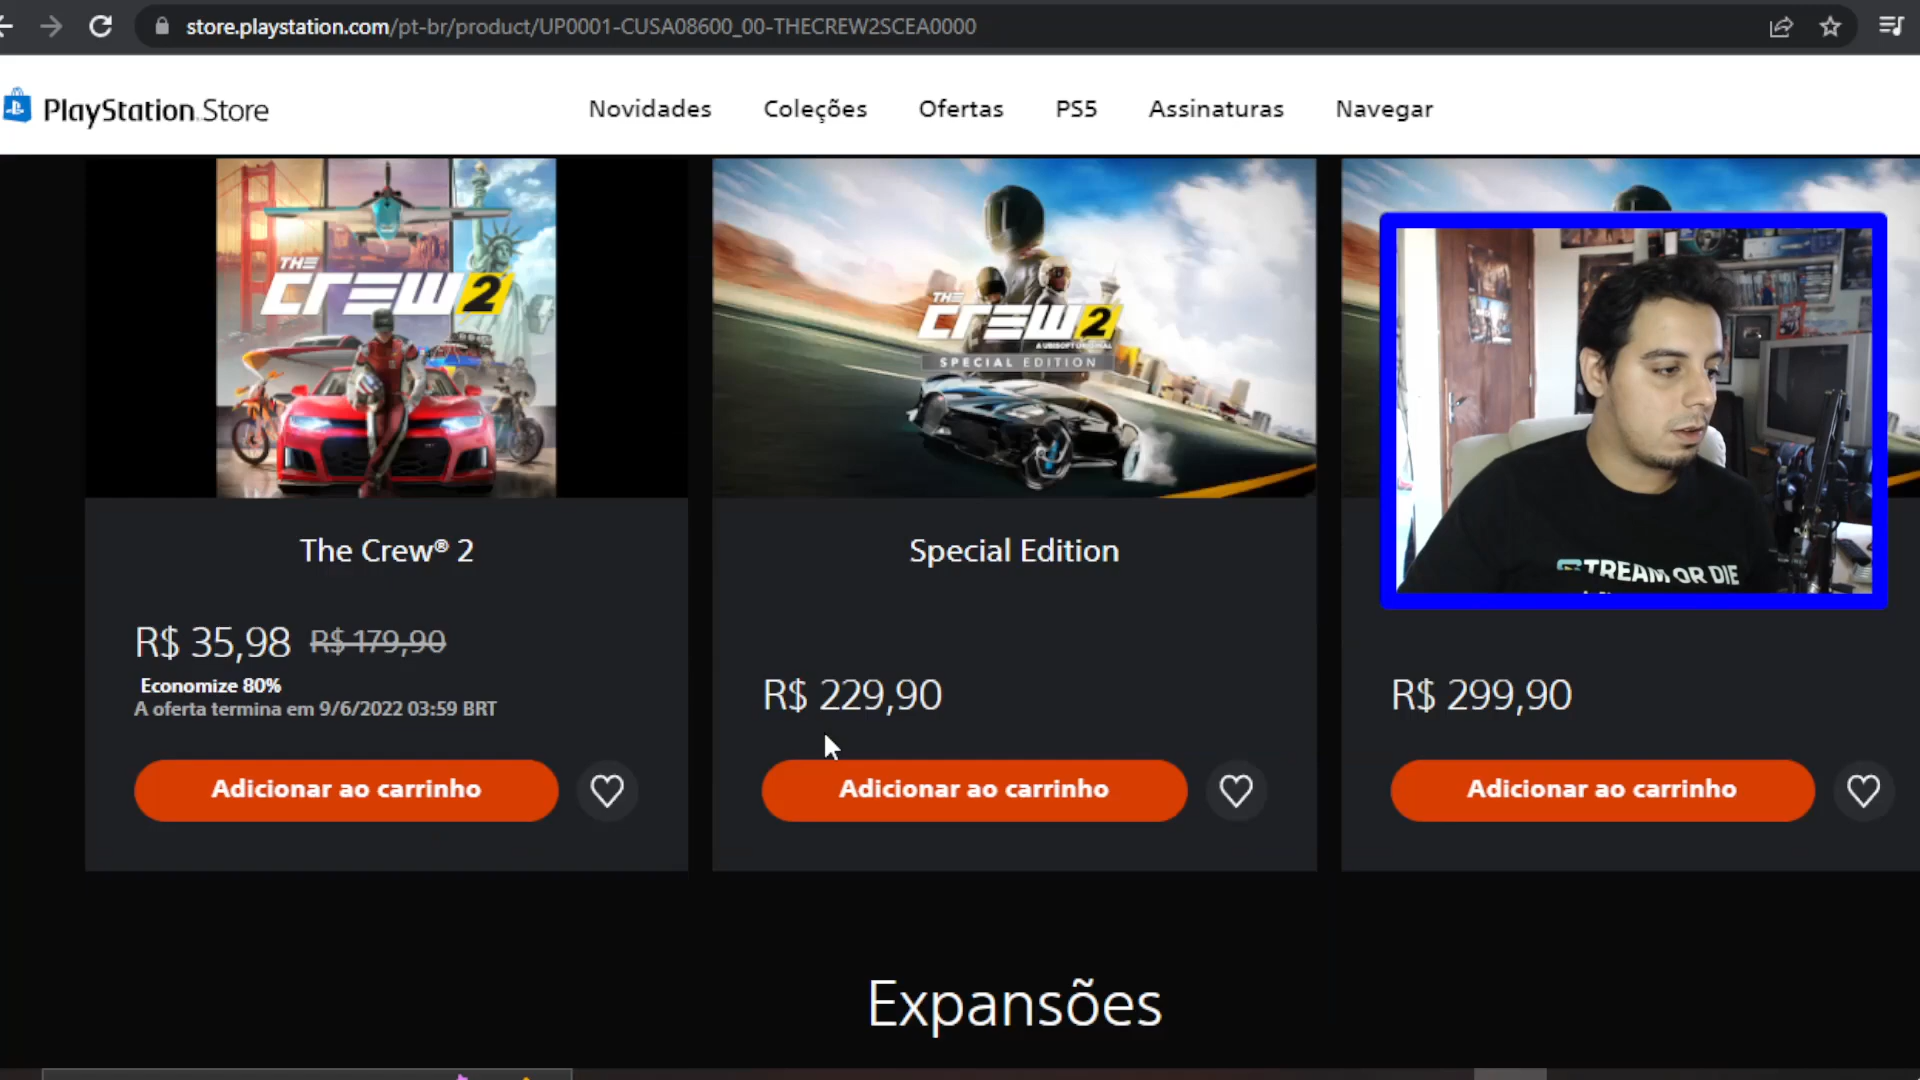 store.playstation.com/pt-br/product/UP0001-CUSA08600_00-THECREW2SCEA0000
PlayStation Store
Novidades
Coleções
Ofertas
PS5
Assinaturas
Navegar
THE
CREW 2
THE
CREW 2
A UBISOFT ORIGINAL
SPECIAL EDITION
STREAM OR DIE
The Crew® 2
Special Edition
R$ 35,98 R$ 179,90
Economize 80%
A oferta termina em 9/6/2022 03:59 BRT
R$ 229,90
R$ 299,90
Adicionar ao carrinho
Adicionar ao carrinho
Adicionar ao carrinho
Expansões